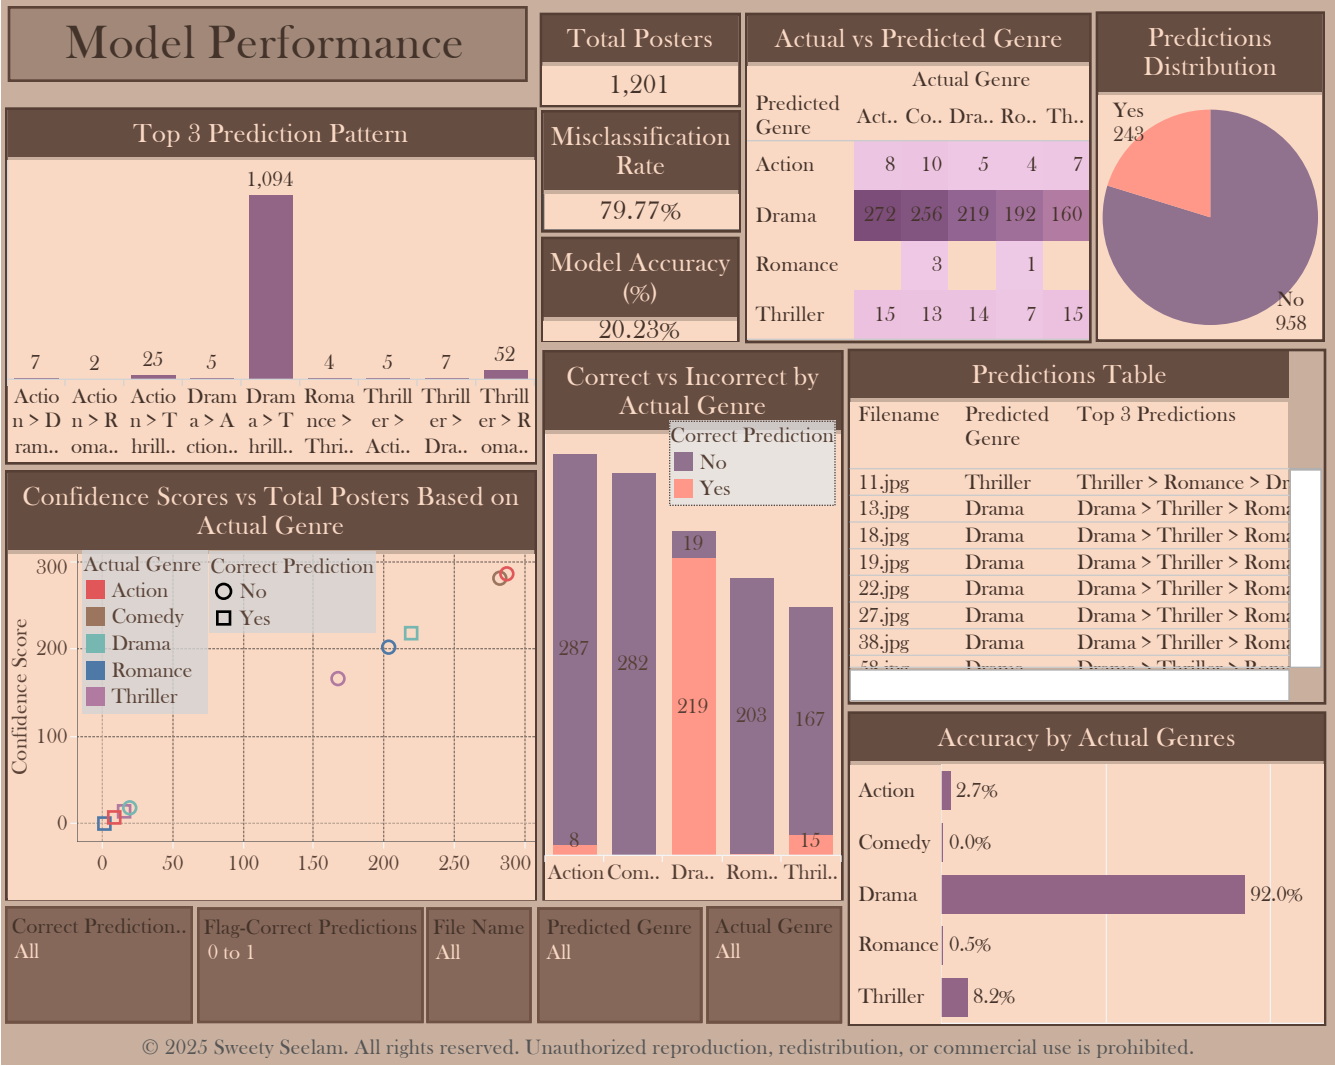 Model Performance
Total Posters
1,201
Misclassification
Rate
79.77%
Model Accuracy
(%)
20.23%
Actual vs Predicted Genre
Actual Genre
Predicted
Genre
Act.. Co.. Dra.. Ro.. Th..
Action 8 10 5 4 7
Drama 272 256 219 192 160
Romance 3 1
Thriller 15 13 14 7 15
Predictions
Distribution
Yes
243
No
958
Top 3 Prediction Pattern
7 2 25 5 1,094 4 5 7 52
Actio Actio Actio Dram Dram Roma Thrill Thrill Thrill
n > D n > R n > T a > A a > T nce > er > er > er > R
ram.. oma.. hrill.. ction.. hrill.. Thri.. Acti.. Dra.. oma..
Confidence Scores vs Total Posters Based on
Actual Genre
Actual Genre
Action
Comedy
Drama
Romance
Thriller
Correct Prediction
No
Yes
Confidence Score
300
200
100
0
0 50 100 150 200 250 300
Correct vs Incorrect by
Actual Genre
Correct Prediction
No
Yes
19
287 282 219 203 167
8 15
Action Com.. Dra.. Rom.. Thril..
Predictions Table
Filename Predicted Top 3 Predictions
Genre
11.jpg Thriller Thriller > Romance > Dr
13.jpg Drama Drama > Thriller > Roma
18.jpg Drama Drama > Thriller > Roma
19.jpg Drama Drama > Thriller > Roma
22.jpg Drama Drama > Thriller > Roma
27.jpg Drama Drama > Thriller > Roma
38.jpg Drama Drama > Thriller > Roma
58.jpg Drama Drama > Thriller > Roma
Accuracy by Actual Genres
Action 2.7%
Comedy 0.0%
Drama 92.0%
Romance 0.5%
Thriller 8.2%
Correct Prediction..
All
Flag-Correct Predictions
0 to 1
File Name
All
Predicted Genre
All
Actual Genre
All
© 2025 Sweety Seelam. All rights reserved. Unauthorized reproduction, redistribution, or commercial use is prohibited.